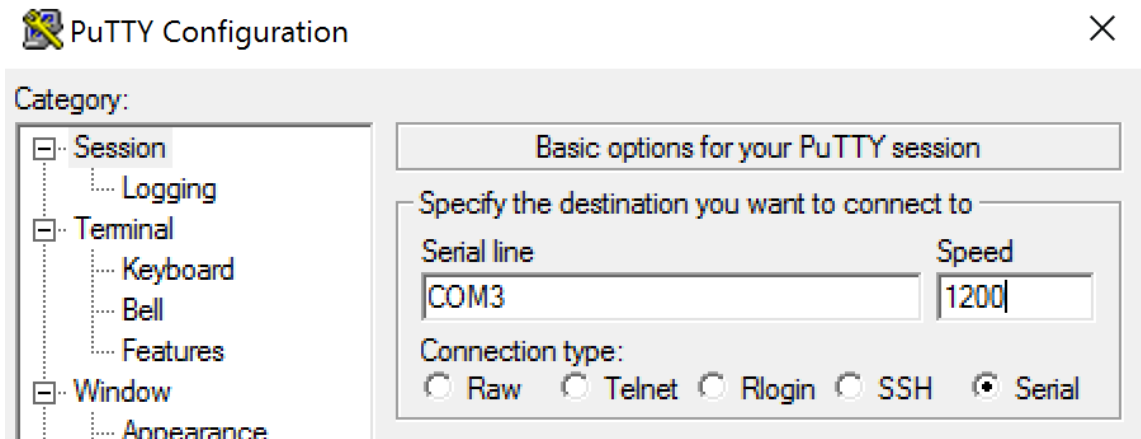 PuTTY Configuration
Category:
Session
Logging
Terminal
Keyboard
Bell
Features
Window
Appearance
Basic options for your PuTTY session
Specify the destination you want to connect to
Serial line Speed
COM3 1200
Connection type:
Raw Telnet Rlogin SSH Serial